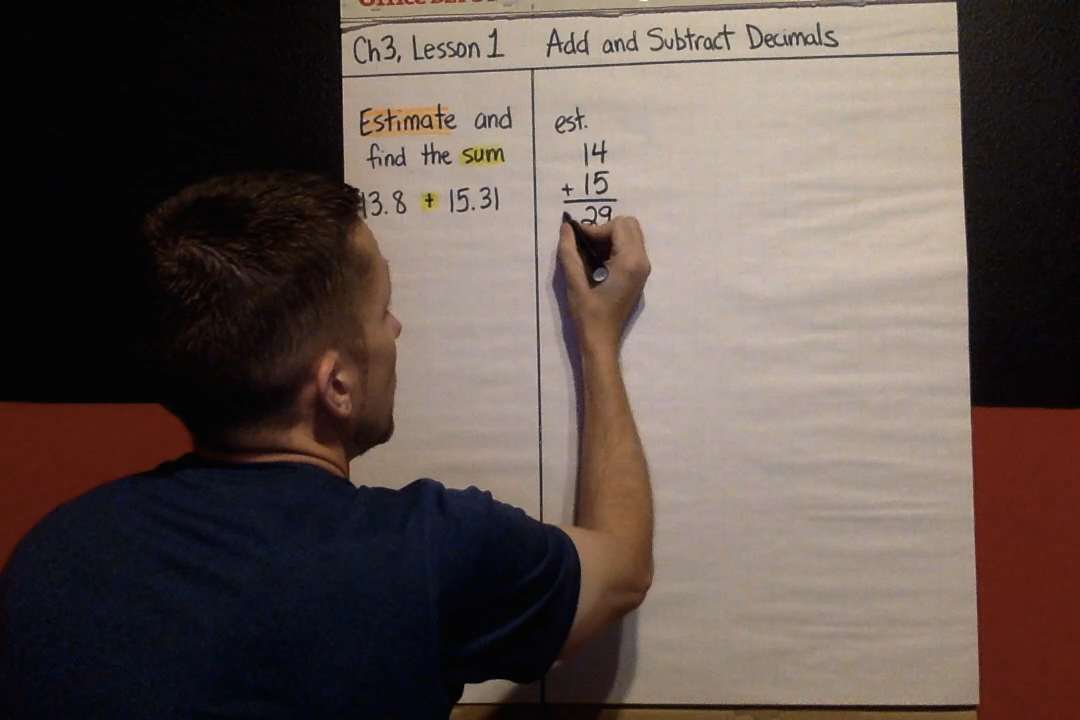 Ch3, Lesson 1 Add and Subtract Decimals
Estimate and
find the sum
13.8 + 15.31
est.
14
+ 15
29